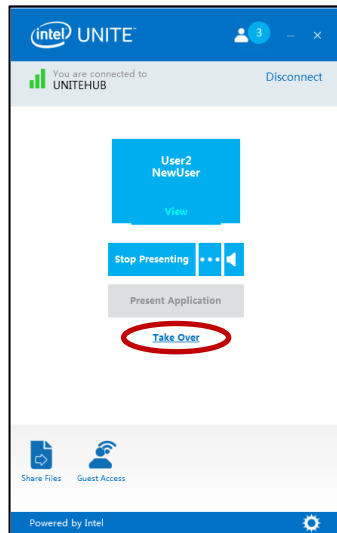 intel UNITE™
3
You are connected to
UNITEHUB
Disconnect
User2
NewUser
View
Stop Presenting
Present Application
Take Over
Share Files
Guest Access
Powered by Intel